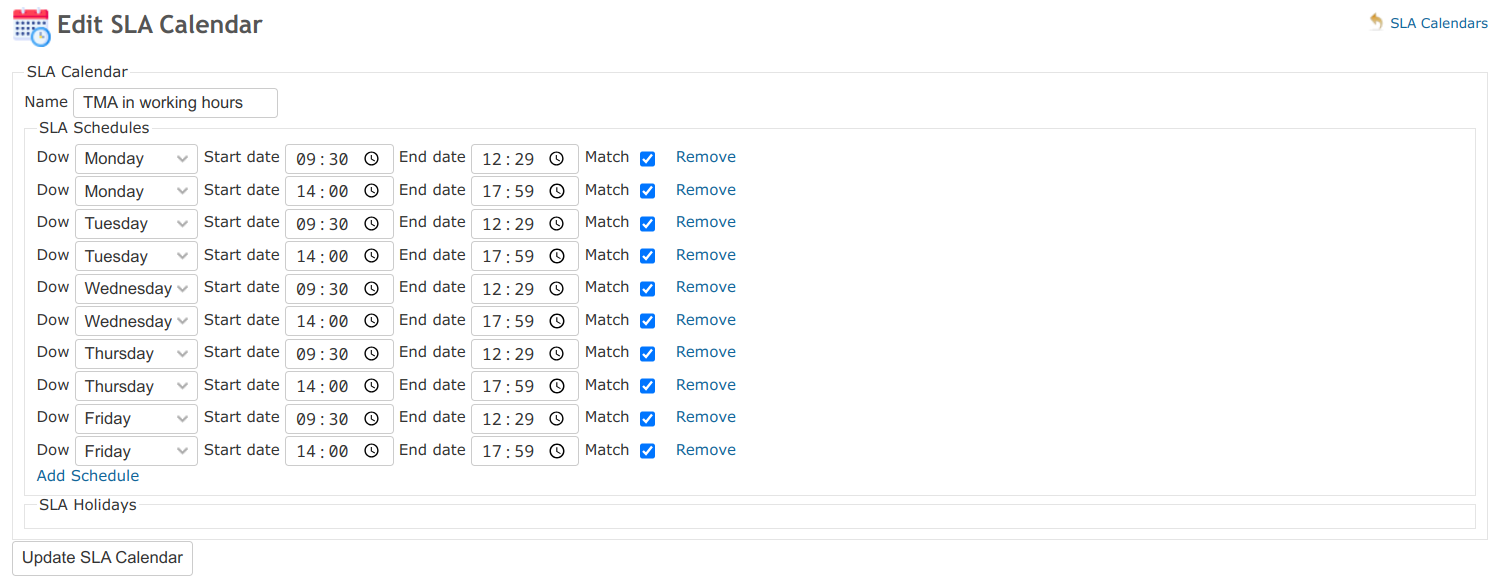 Edit SLA Calendar
SLA Calendars
SLA Calendar
Name TMA in working hours
SLA Schedules
Dow Monday Start date 09:30 End date 12:29 Match Remove
Dow Monday Start date 14:00 End date 17:59 Match Remove
Dow Tuesday Start date 09:30 End date 12:29 Match Remove
Dow Tuesday Start date 14:00 End date 17:59 Match Remove
Dow Wednesday Start date 09:30 End date 12:29 Match Remove
Dow Wednesday Start date 14:00 End date 17:59 Match Remove
Dow Thursday Start date 09:30 End date 12:29 Match Remove
Dow Thursday Start date 14:00 End date 17:59 Match Remove
Dow Friday Start date 09:30 End date 12:29 Match Remove
Dow Friday Start date 14:00 End date 17:59 Match Remove
Add Schedule
SLA Holidays
Update SLA Calendar